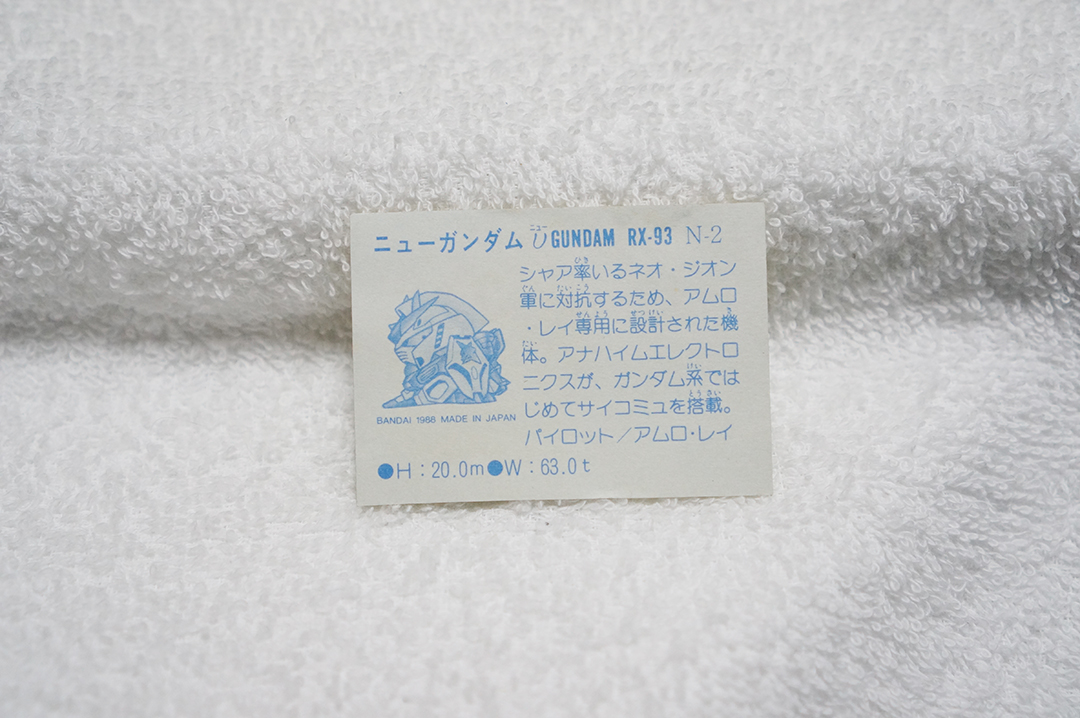 ニューガンダム υ GUNDAM RX-93 N-2
シャア率いるネオ・ジオン
軍に対抗するため、アムロ
・レイ専用に設計された機
体。アナハイムエレクトロ
ニクスが、ガンダム系では
じめてサイコミュを搭載。
パイロット/アムロ・レイ
BANDAI 1988 MADE IN JAPAN
●H:20.0m●W:63.0t